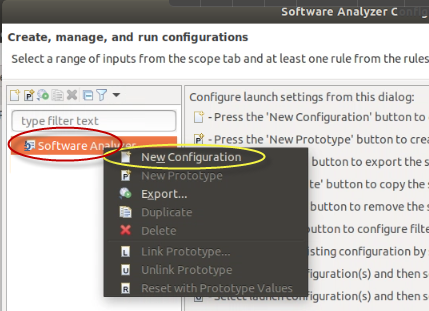 Software Analyzer
Create, manage, and run configurations
Select a range of inputs from the scope tab and at least one rule from the rules
type filter text
Software Analyzer
New Configuration
New Prototype
Export...
Duplicate
Delete
Link Prototype...
Unlink Prototype
Reset with Prototype Values
Configure launch settings from this dialog:
- Press the 'New Configuration' button to
- Press the 'New Prototype' button to crea
button to export the s
te' button to copy the s
button to remove the s
button to configure filte
isting configuration by s
nfiguration(s) and then s
- Select launch configuration(s) and then s